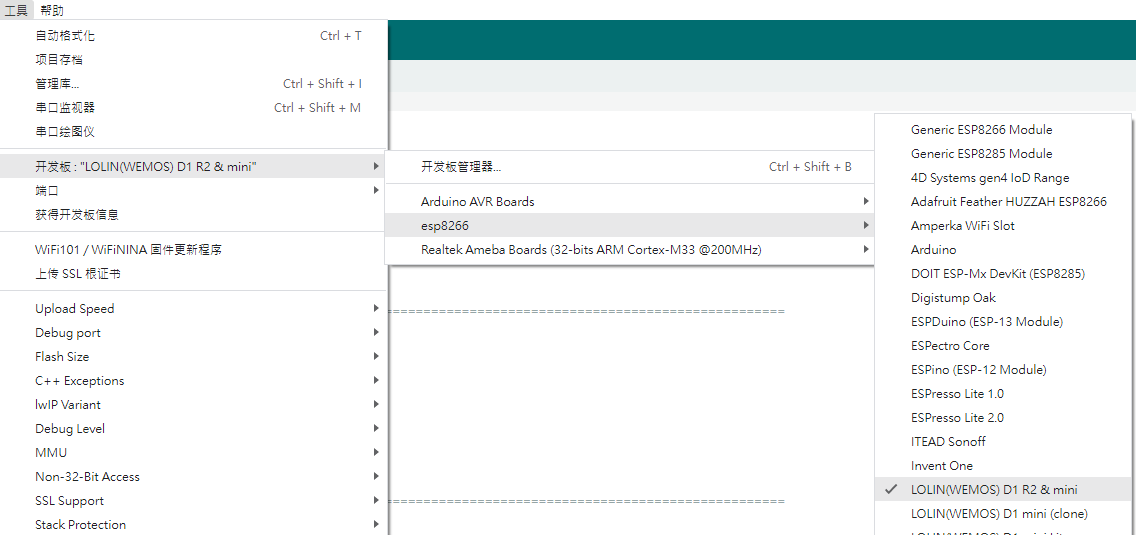 工具 帮助
自动格式化 Ctrl + T
项目存档
管理库... Ctrl + Shift + I
串口监视器 Ctrl + Shift + M
串口绘图仪
开发板 : "LOLIN(WEMOS) D1 R2 & mini"
端口
获得开发板信息
WiFi101 / WiFiNINA 固件更新程序
上传 SSL 根证书
Upload Speed
Debug port
Flash Size
C++ Exceptions
lwIP Variant
Debug Level
MMU
Non-32-Bit Access
SSL Support
Stack Protection
开发板管理器... Ctrl + Shift + B
Arduino AVR Boards
esp8266
Realtek Ameba Boards (32-bits ARM Cortex-M33 @200MHz)
Generic ESP8266 Module
Generic ESP8285 Module
4D Systems gen4 IoD Range
Adafruit Feather HUZZAH ESP8266
Amperka WiFi Slot
Arduino
DOIT ESP-Mx DevKit (ESP8285)
Digistump Oak
ESPDuino (ESP-13 Module)
ESPectro Core
ESPino (ESP-12 Module)
ESPresso Lite 1.0
ESPresso Lite 2.0
ITEAD Sonoff
Invent One
LOLIN(WEMOS) D1 R2 & mini
LOLIN(WEMOS) D1 mini (clone)